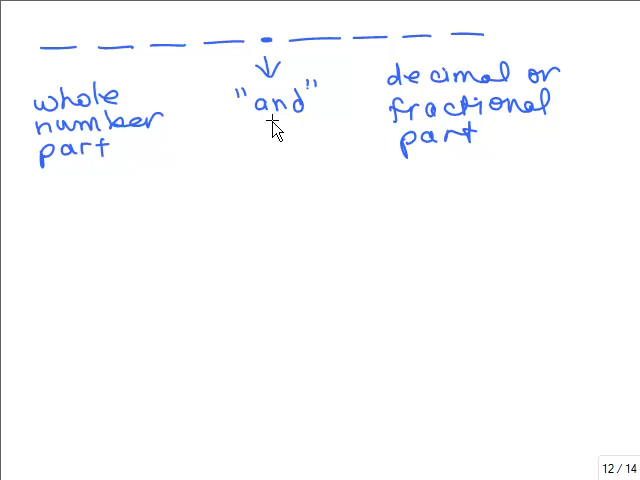 whole
number
part
"and"
decimal or
fractional
part
12 / 14